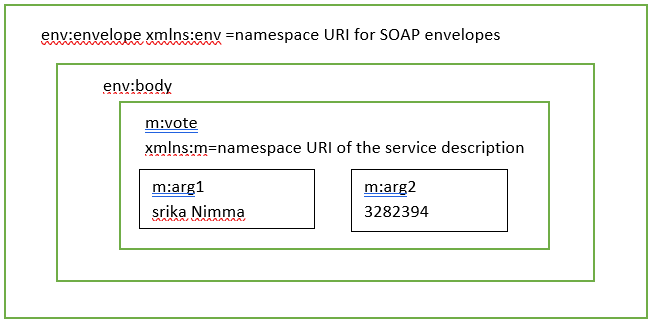 env:envelope xmlns:env =namespace URI for SOAP envelopes
env:body
m:vote
xmlns:m=namespace URI of the service description
m:arg1
srika Nimma
m:arg2
3282394